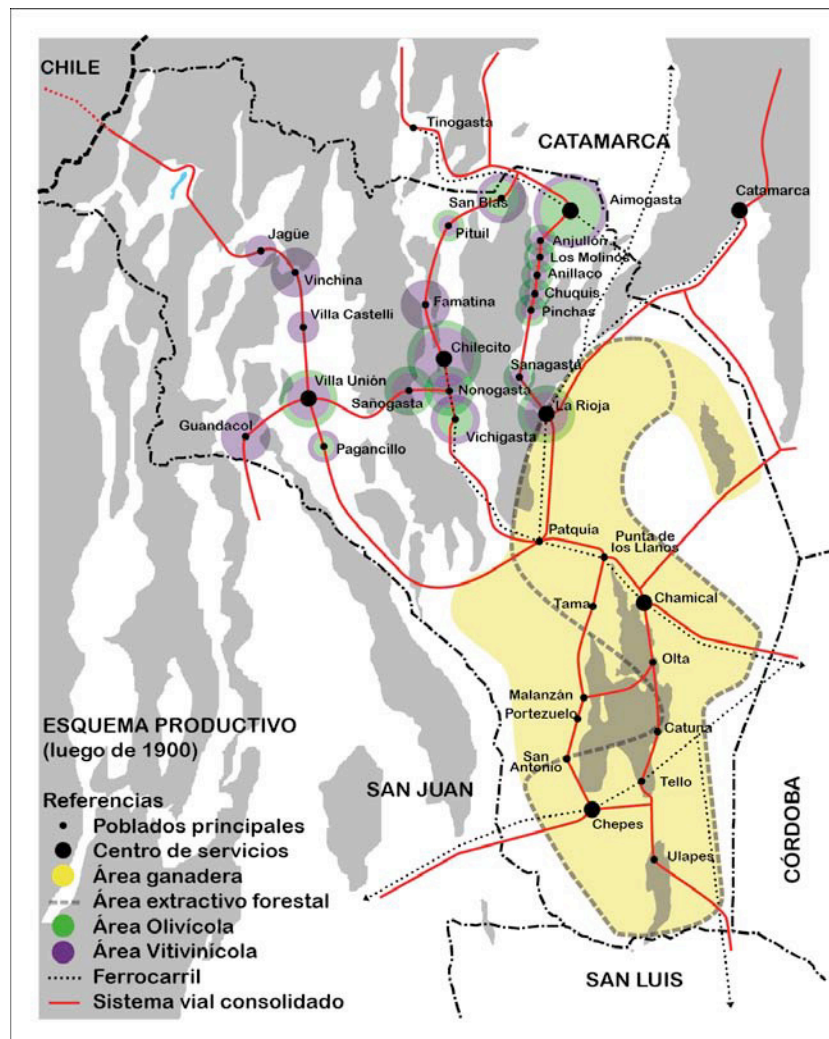 CHILE
Tinogasta
CATAMARCA
San Blas
Aimogasta
Catamarca
Pituil
Anjullón
Los Molinos
Anillaco
Chuquis
Pinchas
Jagüe
Vinchina
Famatina
Villa Castelli
Chilecito
Sanagasta
Villa Unión
Sañogasta
Nonogasta
La Rioja
Guandacol
Vichigasta
Pagancillo
Patquía
Punta de
los Llanos
Tama
Chamical
Olta
Malanzán
Portezuelo
Catuna
San
Antonio
Tello
SAN JUAN
Chepes
CÓRDOBA
Ulapes
SAN LUIS
ESQUEMA PRODUCTIVO
(luego de 1900)
Referencias
Poblados principales
Centro de servicios
Área ganadera
Área extractivo forestal
Área Olivícola
Área Vitivinícola
Ferrocarril
Sistema vial consolidado